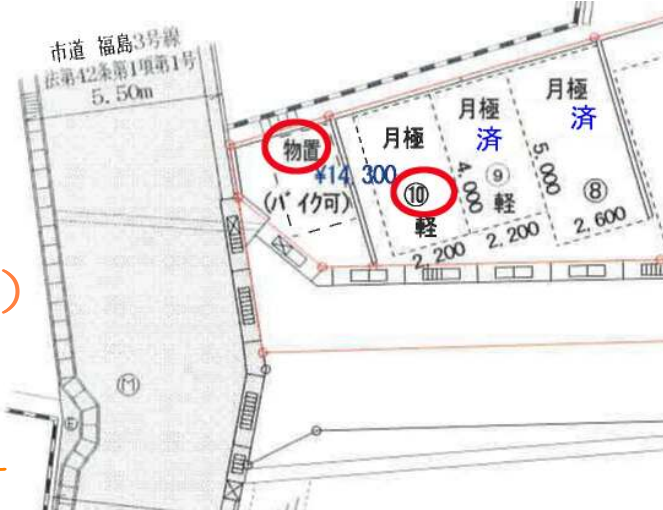 市道 福島3号線
法第42条第1項第1号
5.50m
物置
¥14,300
(バイク可)
月極
⑩
軽
月極
済
⑨
軽
4,000
2,200
2,200
月極
済
⑧
5,000
2,600
Ⓜ
Ⓔ
)